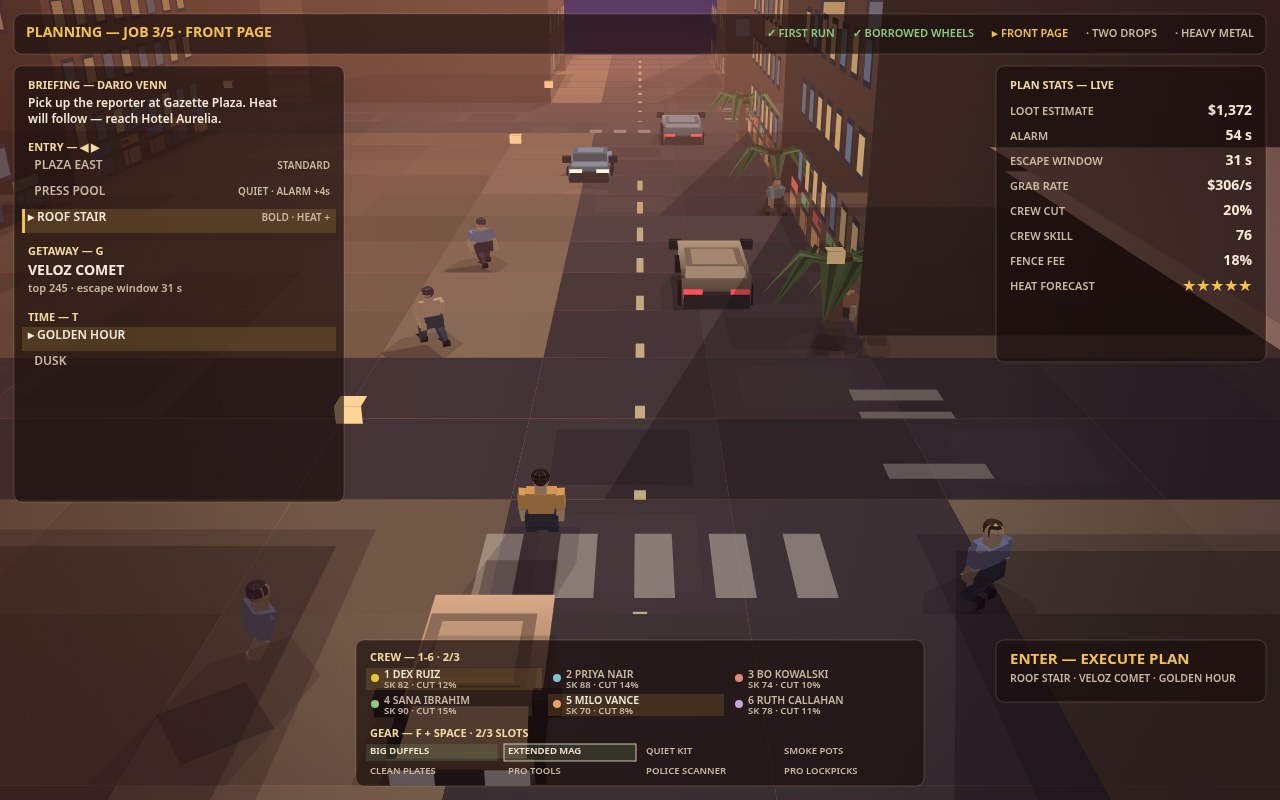 PLANNING — JOB 3/5 · FRONT PAGE
✓ FIRST RUN ✓ BORROWED WHEELS ▸ FRONT PAGE · TWO DROPS · HEAVY METAL
BRIEFING — DARIO VENN
Pick up the reporter at Gazette Plaza. Heat
will follow — reach Hotel Aurelia.
ENTRY — ◀ ▶
PLAZA EAST STANDARD
PRESS POOL QUIET · ALARM +4s
▸ ROOF STAIR BOLD · HEAT +
GETAWAY — G
VELOZ COMET
top 245 · escape window 31 s
TIME — T
▸ GOLDEN HOUR
DUSK
PLAN STATS — LIVE
LOOT ESTIMATE $1,372
ALARM 54 s
ESCAPE WINDOW 31 s
GRAB RATE $306/s
CREW CUT 20%
CREW SKILL 76
FENCE FEE 18%
HEAT FORECAST ★★★★★
CREW — 1-6 · 2/3
1 DEX RUIZ 2 PRIYA NAIR 3 BO KOWALSKI
SK 82 · CUT 12% SK 88 · CUT 14% SK 74 · CUT 10%
4 SANA IBRAHIM 5 MILO VANCE 6 RUTH CALLAHAN
SK 90 · CUT 15% SK 70 · CUT 8% SK 78 · CUT 11%
GEAR — F + SPACE · 2/3 SLOTS
BIG DUFFELS EXTENDED MAG QUIET KIT SMOKE POTS
CLEAN PLATES PRO TOOLS POLICE SCANNER PRO LOCKPICKS
ENTER — EXECUTE PLAN
ROOF STAIR · VELOZ COMET · GOLDEN HOUR